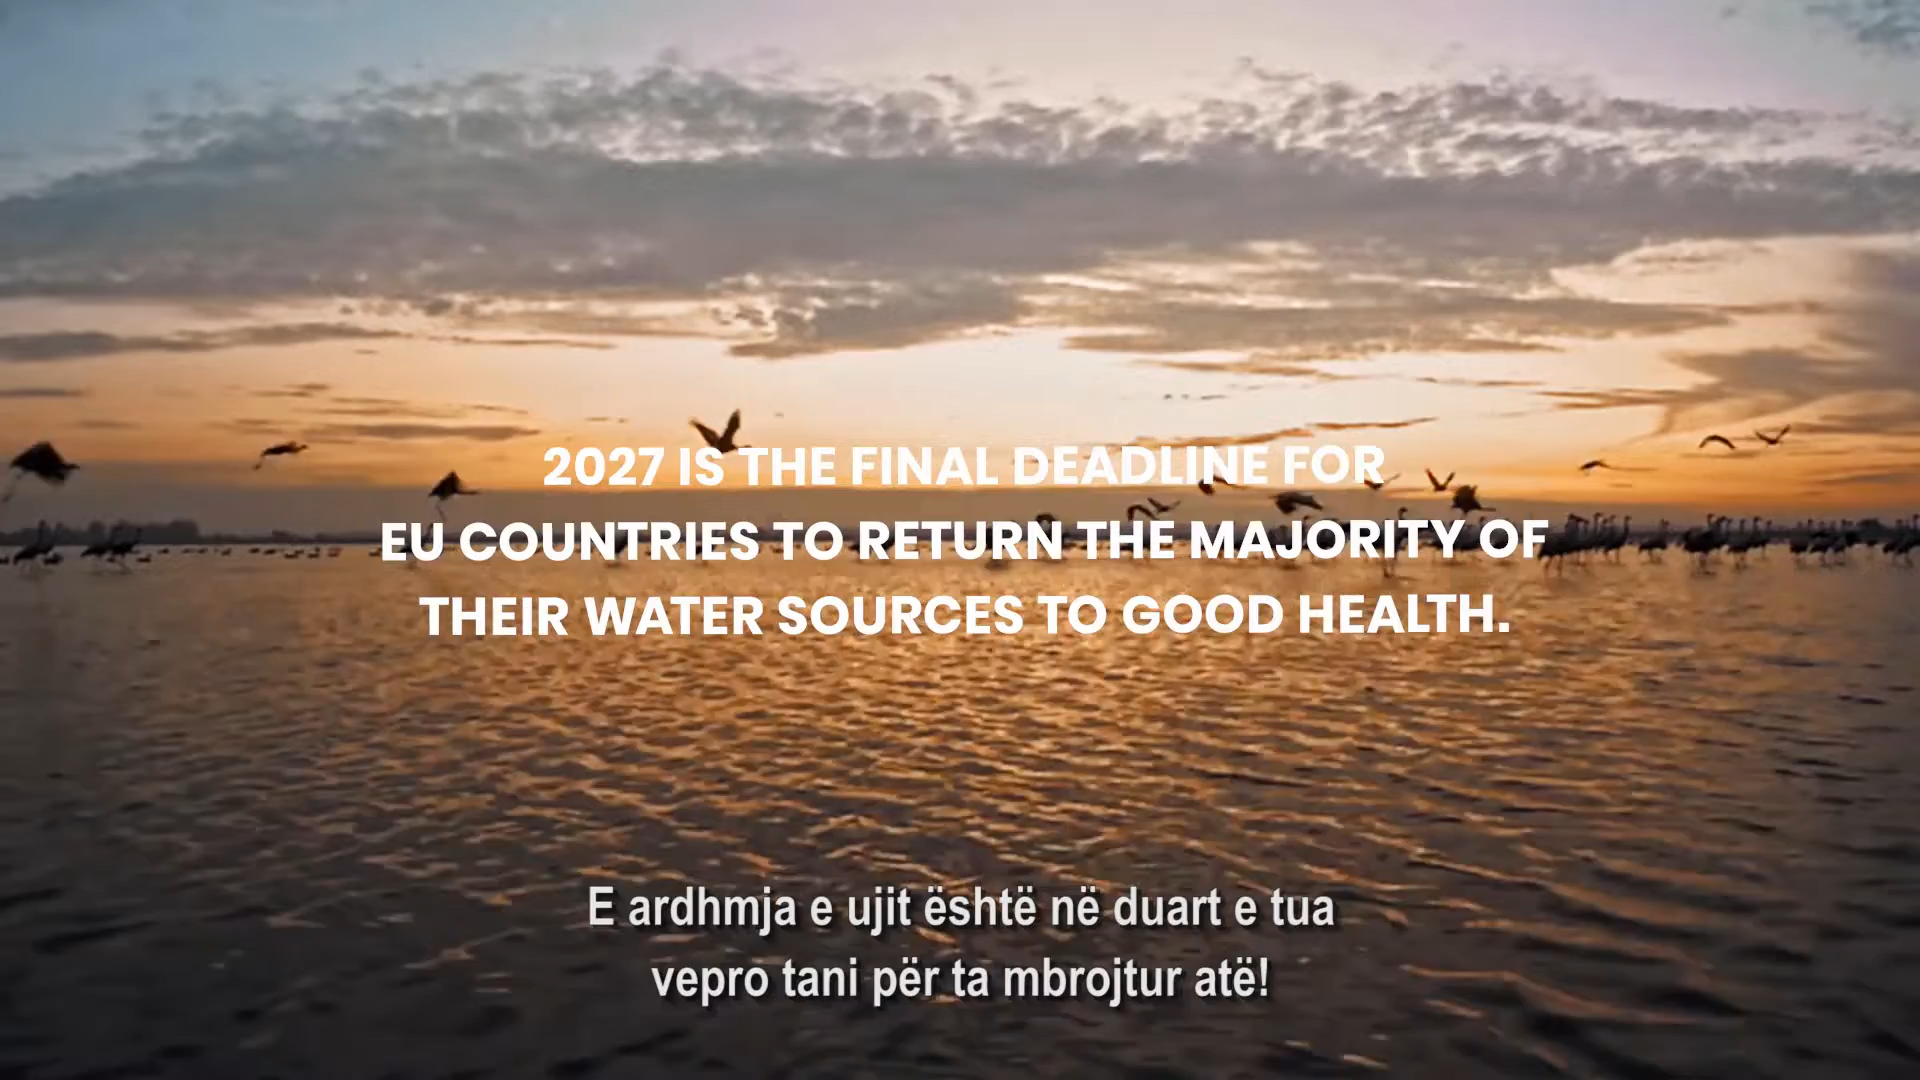 2027 IS THE FINAL DEADLINE FOR
EU COUNTRIES TO RETURN THE MAJORITY OF
THEIR WATER SOURCES TO GOOD HEALTH.
E ardhmja e ujit është në duart e tua
vepro tani për ta mbrojtur atë!